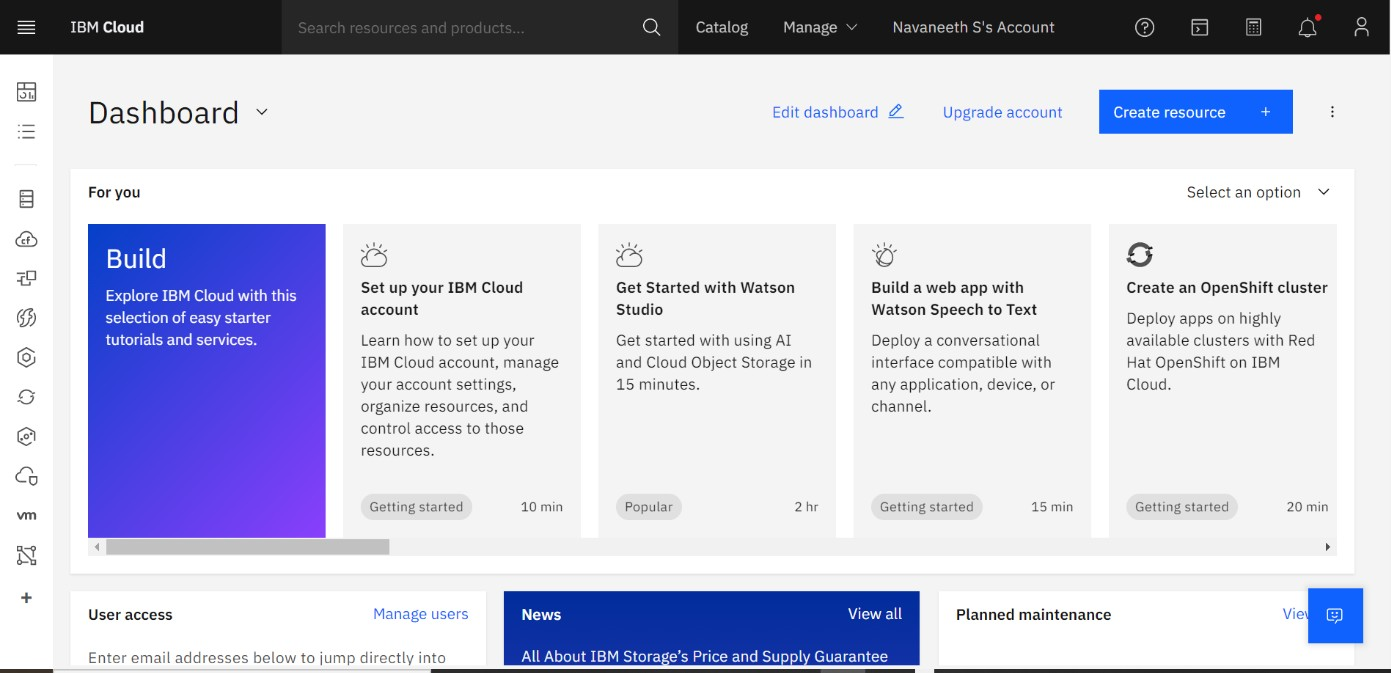 IBM Cloud
Search resources and products...
Catalog
Manage
Navaneeth S's Account
Dashboard
Edit dashboard
Upgrade account
Create resource +
For you
Select an option
Build
Explore IBM Cloud with this
selection of easy starter
tutorials and services.
Set up your IBM Cloud
account
Learn how to set up your
IBM Cloud account, manage
your account settings,
organize resources, and
control access to those
resources.
Getting started
10 min
Get Started with Watson
Studio
Get started with using AI
and Cloud Object Storage in
15 minutes.
Popular
2 hr
Build a web app with
Watson Speech to Text
Deploy a conversational
interface compatible with
any application, device, or
channel.
Getting started
15 min
Create an OpenShift cluster
Deploy apps on highly
available clusters with Red
Hat OpenShift on IBM
Cloud.
Getting started
20 min
vm
+
User access
Manage users
Enter email addresses below to jump directly into
News
View all
All About IBM Storage's Price and Supply Guarantee
Planned maintenance